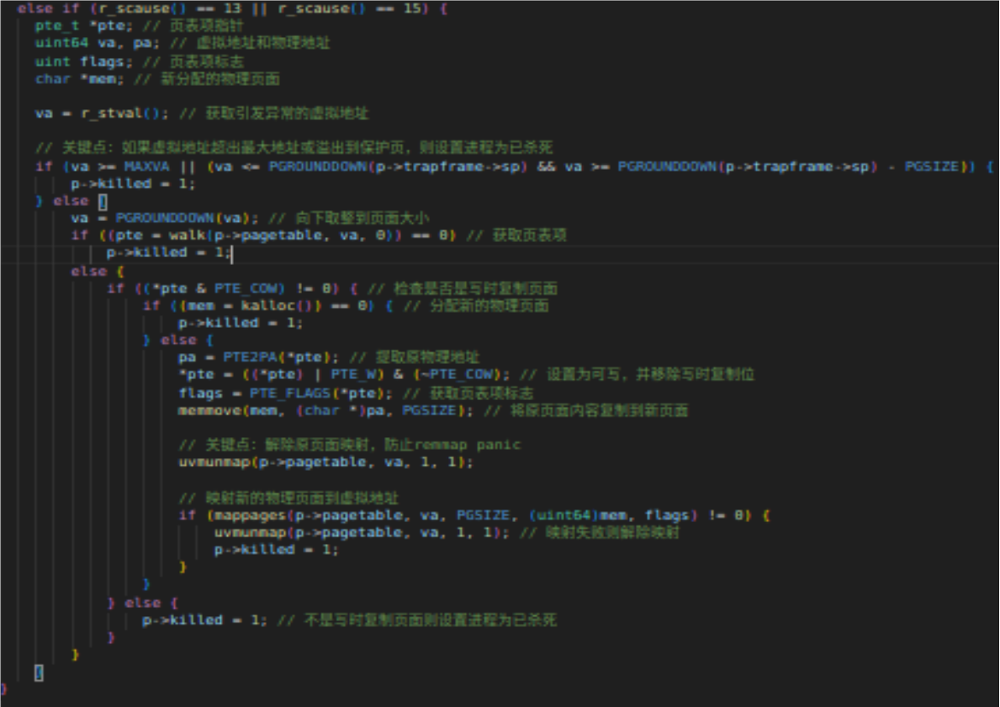 else if (r_scause() == 13 || r_scause() == 15) {
pte_t *pte; // 页表项指针
uint64 va, pa; // 虚拟地址和物理地址
uint flags; // 页表项标志
char *mem; // 新分配的物理页面
va = r_stval(); // 获取引发异常的虚拟地址
// 关键点：如果虚拟地址超出最大地址或溢出到保护页，则设置进程为已杀死
if (va >= MAXVA || (va <= PGROUNDDOWN(p->trapframe->sp) && va >= PGROUNDDOWN(p->trapframe->sp) - PGSIZE)) {
p->killed = 1;
} else {
va = PGROUNDDOWN(va); // 向下取整到页面大小
if ((pte = walk(p->pagetable, va, 0)) == 0) // 获取页表项
p->killed = 1;
else {
if ((*pte & PTE_COW) != 0) { // 检查是否是写时复制页面
if ((mem = kalloc()) == 0) { // 分配新的物理页面
p->killed = 1;
} else {
pa = PTE2PA(*pte); // 提取原物理地址
*pte = ((*pte) | PTE_W) & (~PTE_COW); // 设置为可写，并移除写时复制位
flags = PTE_FLAGS(*pte); // 获取页表项标志
memmove(mem, (char *)pa, PGSIZE); // 将原页面内容复制到新页面
// 关键点：解除原页面映射，防止remmap panic
uvmunmap(p->pagetable, va, 1, 1);
// 映射新的物理页面到虚拟地址
if (mappages(p->pagetable, va, PGSIZE, (uint64)mem, flags) != 0) {
uvmunmap(p->pagetable, va, 1, 1); // 映射失败则解除映射
p->killed = 1;
}
}
} else {
p->killed = 1; // 不是写时复制页面则设置进程为已杀死
}
}
}
}